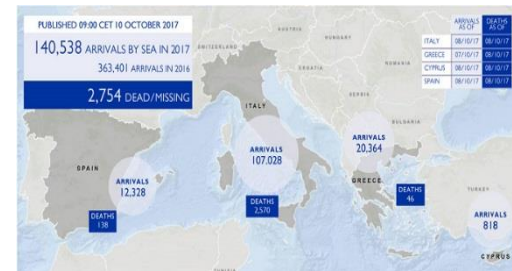 PUBLISHED 09:00 CET 10 OCTOBER 2017
140,538 ARRIVALS BY SEA IN 2017
363,401 ARRIVALS IN 2016
2,754 DEAD/MISSING
ARRIVALS AS OF
DEATHS AS OF
ITALY 08/10/17 08/10/17
GREECE 07/10/17 08/10/17
CYPRUS 08/10/17 08/10/17
SPAIN 08/10/17 08/10/17
AUSTRIA
HUNGARY
SWITZERLAND
CROATIA
ROMANIA
SERBIA
BULGARIA
ITALY
ARRIVALS
107.028
ARRIVALS
20,364
SPAIN
ARRIVALS
12.328
GREECE
DEATHS
46
TURKEY
DEATHS
2,570
DEATHS
138
ARRIVALS
818
CYPRUS
TUNISIA